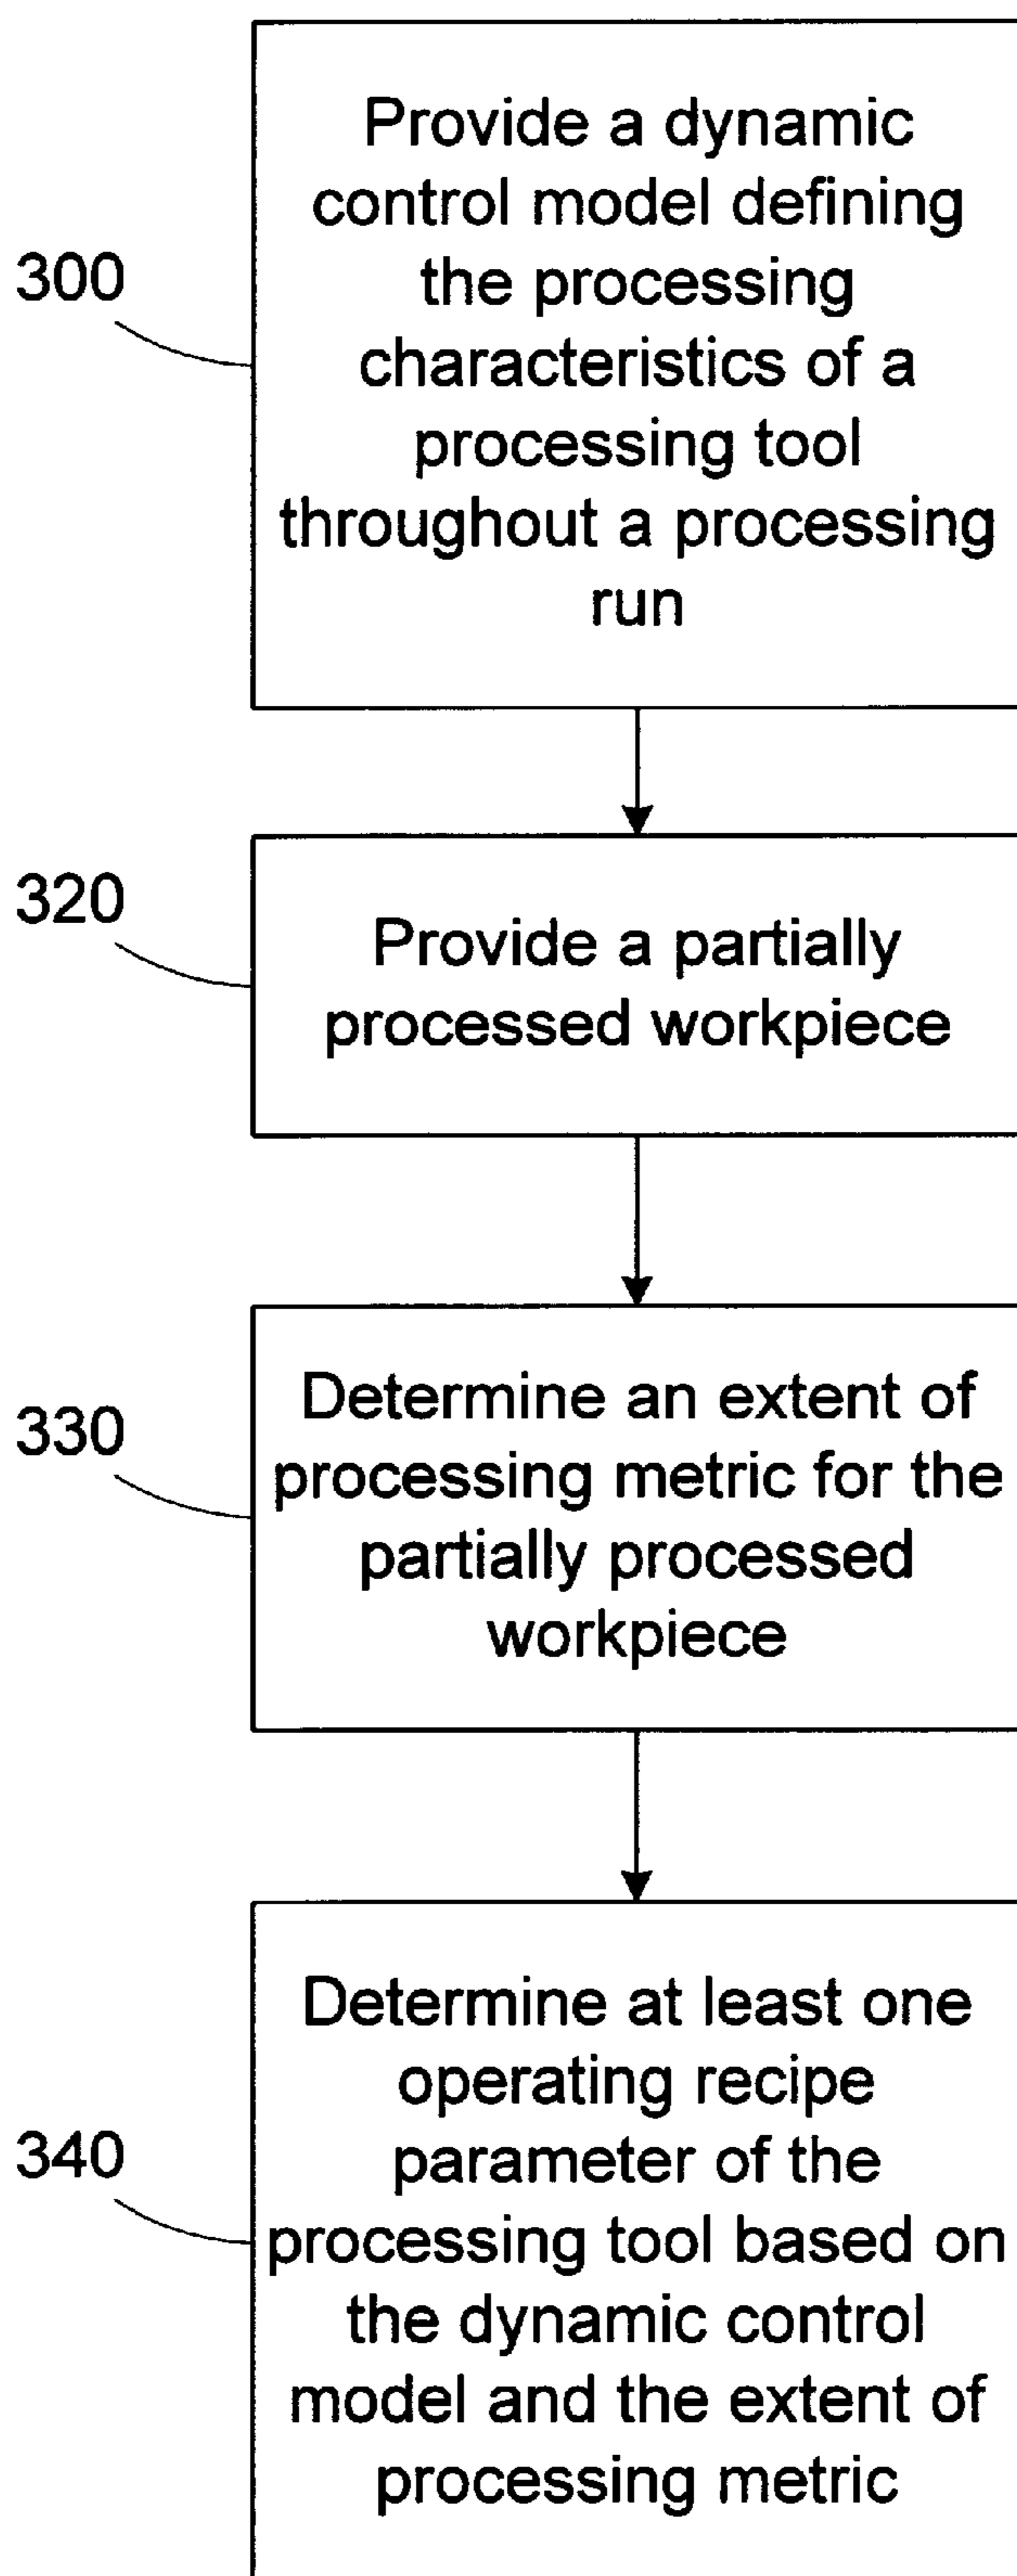 Provide a dynamic
control model defining
300
the processing
characteristics of a
processing tool
throughout a processing
run
320
Provide a partially
processed workpiece
330
Determine an extent of
processing metric for the
partially processed
workpiece
340
Determine at least one
operating recipe
parameter of the
processing tool based on
the dynamic control
model and the extent of
processing metric